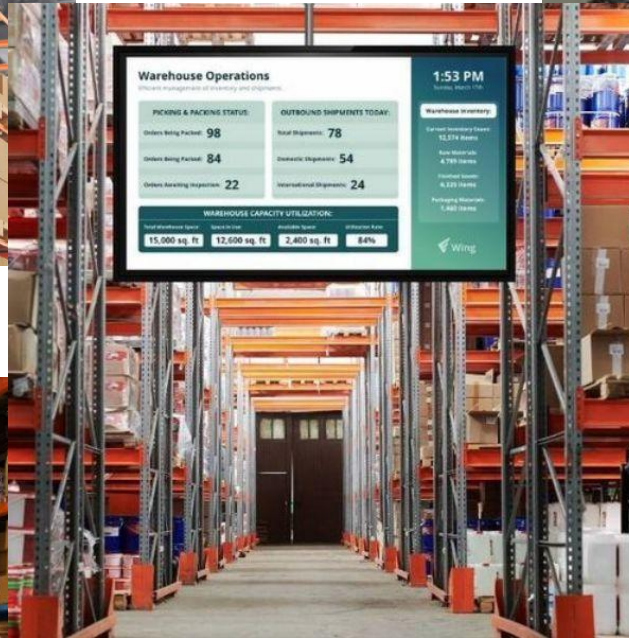 Warehouse Operations
Efficient management of inventory and shipments.
PICKING & PACKING STATUS:
Orders Being Packed: 98
Orders Being Packed: 84
Orders Awaiting Inspection: 22
OUTBOUND SHIPMENTS TODAY:
Total Shipments: 78
Domestic Shipments: 54
International Shipments: 24
WAREHOUSE CAPACITY UTILIZATION:
Total Warehouse Space:
15,000 sq. ft
Space in Use:
12,600 sq. ft
Available Space:
2,400 sq. ft
Utilization Rate:
84%
1:53 PM
Sunday, March 17th
Warehouse Inventory:
Current Inventory Count:
12,574 items
Raw Materials:
4,789 items
Finished Goods:
6,325 items
Packaging Materials:
1,460 items
Wing